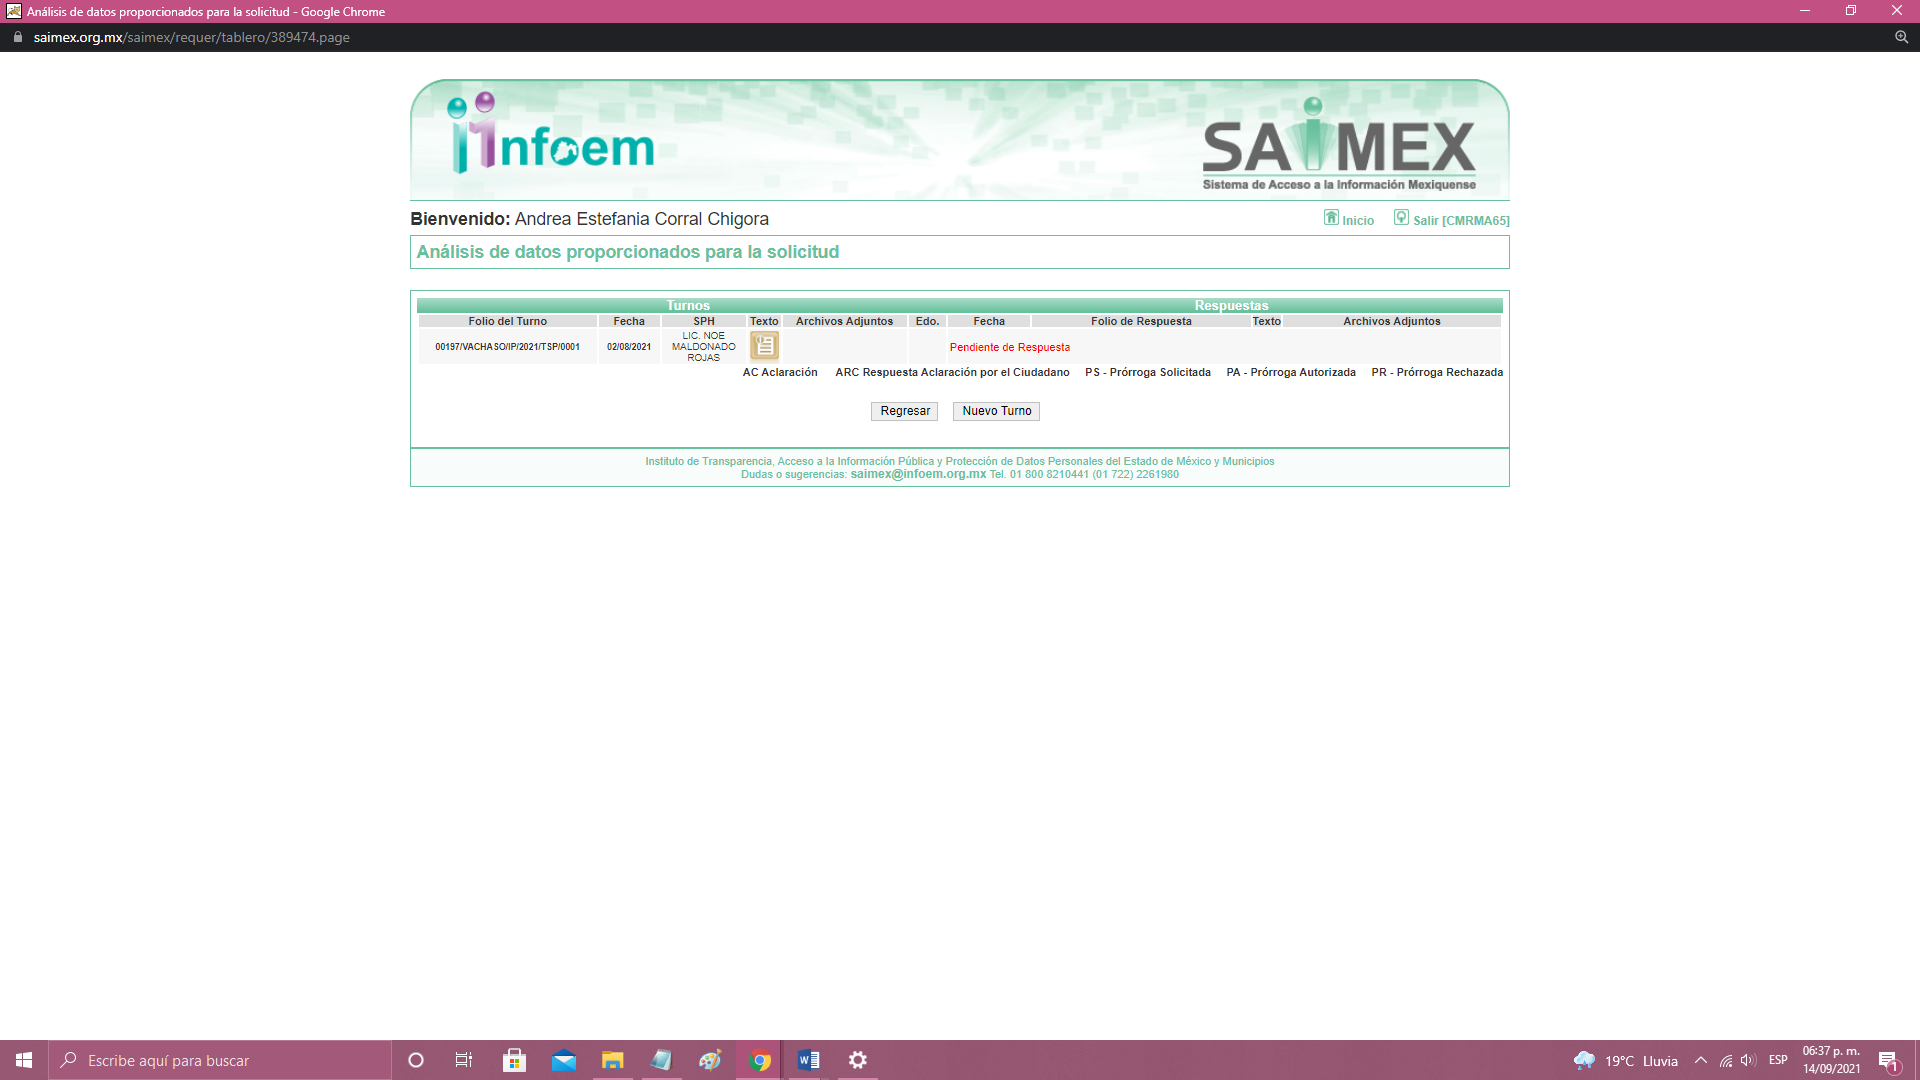 Análisis de datos proporcionados para la solicitud - Google Chrome
saimex.org.mx/saimex/requer/tablero/389474.page
infoem
SAIMEX
Sistema de Acceso a la Información Mexiquense
Bienvenido: Andrea Estefania Corral Chigora
Inicio
Salir [CMRMA65]
Análisis de datos proporcionados para la solicitud
Turnos Respuestas
Folio del Turno Fecha SPH Texto Archivos Adjuntos Edo. Fecha Folio de Respuesta Texto Archivos Adjuntos
00197/VACHASO/IP/2021/TSP/0001 02/08/2021 LIC. NOE MALDONADO ROJAS Pendiente de Respuesta
AC Aclaración ARC Respuesta Aclaración por el Ciudadano PS - Prórroga Solicitada PA - Prórroga Autorizada PR - Prórroga Rechazada
Regresar Nuevo Turno
Instituto de Transparencia, Acceso a la Información Pública y Protección de Datos Personales del Estado de México y Municipios
Dudas o sugerencias: saimex@infoem.org.mx Tel. 01 800 8210441 (01 722) 2261980
Escribe aquí para buscar
19°C Lluvia
ESP
06:37 p. m.
14/09/2021
1